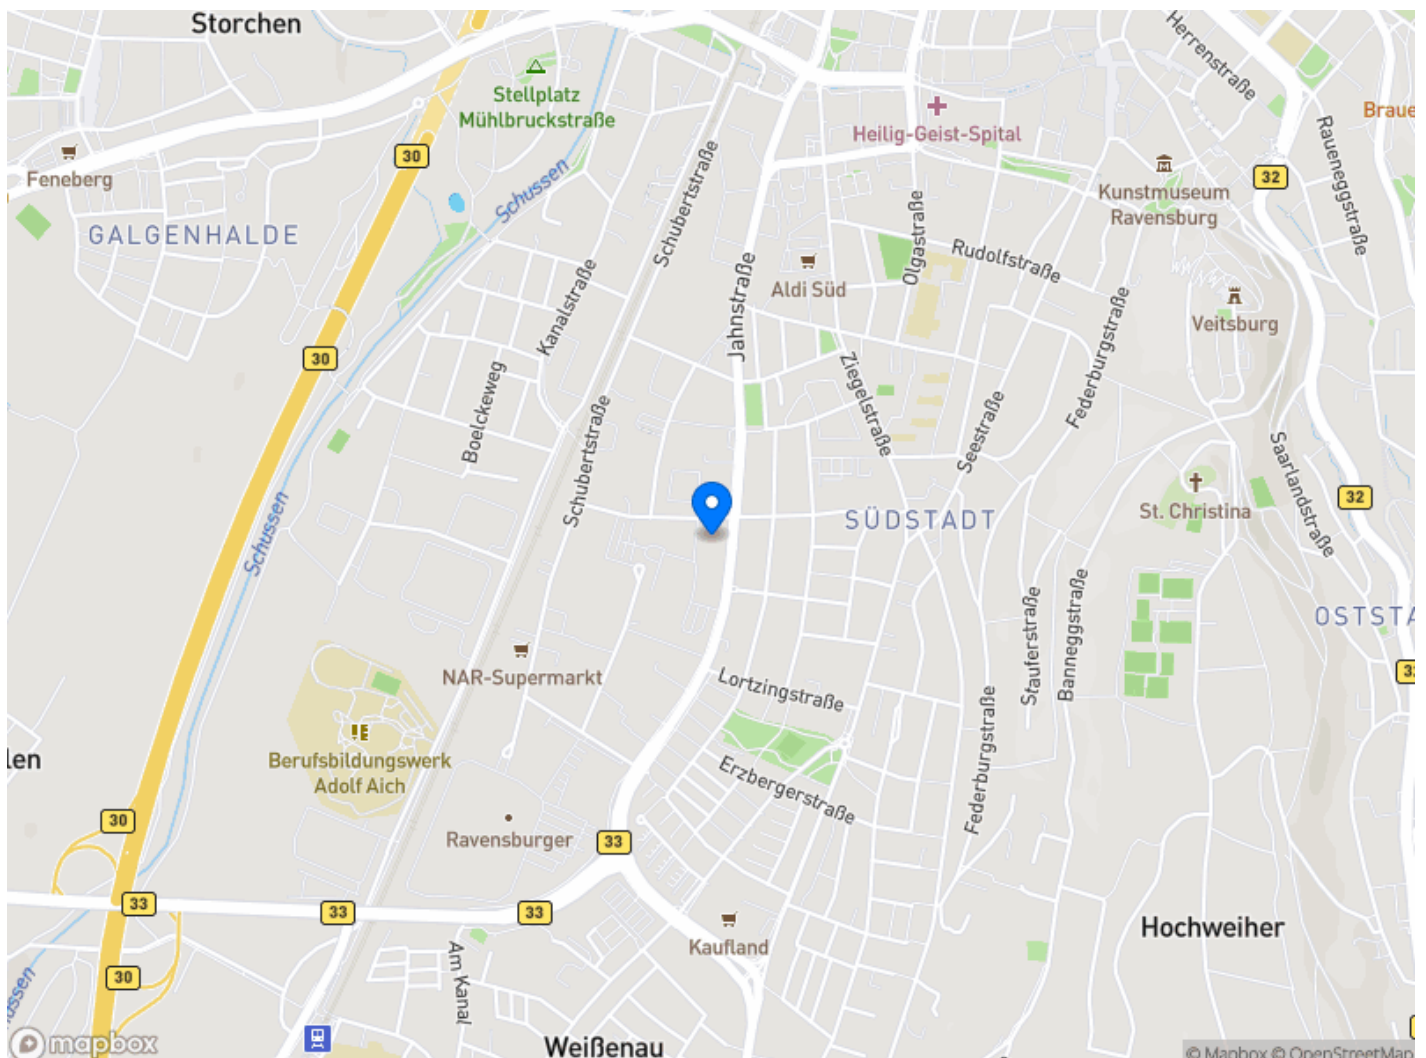 Storchen
Stellplatz
Mühlbruckstraße
30
Schussen
Feneberg
GALGENHALDE
Schubertstraße
Kanalstraße
Jahnstraße
Heilig-Geist-Spital
Herrenstraße
Raueneggstraße
Braue
32
Kunstmuseum
Ravensburg
Olgastraße
Rudolfstraße
Aldi Süd
Veitsburg
30
Boelckeweg
Ziegelstraße
Seestraße
Federburgstraße
Schubertstraße
Saarlandstraße
Schussen
SÜDSTADT
St. Christina
32
Stauferstraße
Banneggstraße
OSTSTA
NAR-Supermarkt
Lortzingstraße
Federburgstraße
len
Berufsbildungswerk
Adolf Aich
Erzbergerstraße
30
Ravensburger
33
33
33
33
Kaufland
Hochweiher
30
Am Kanal
Weißenau
mapbox
© Mapbox © OpenStreetMap